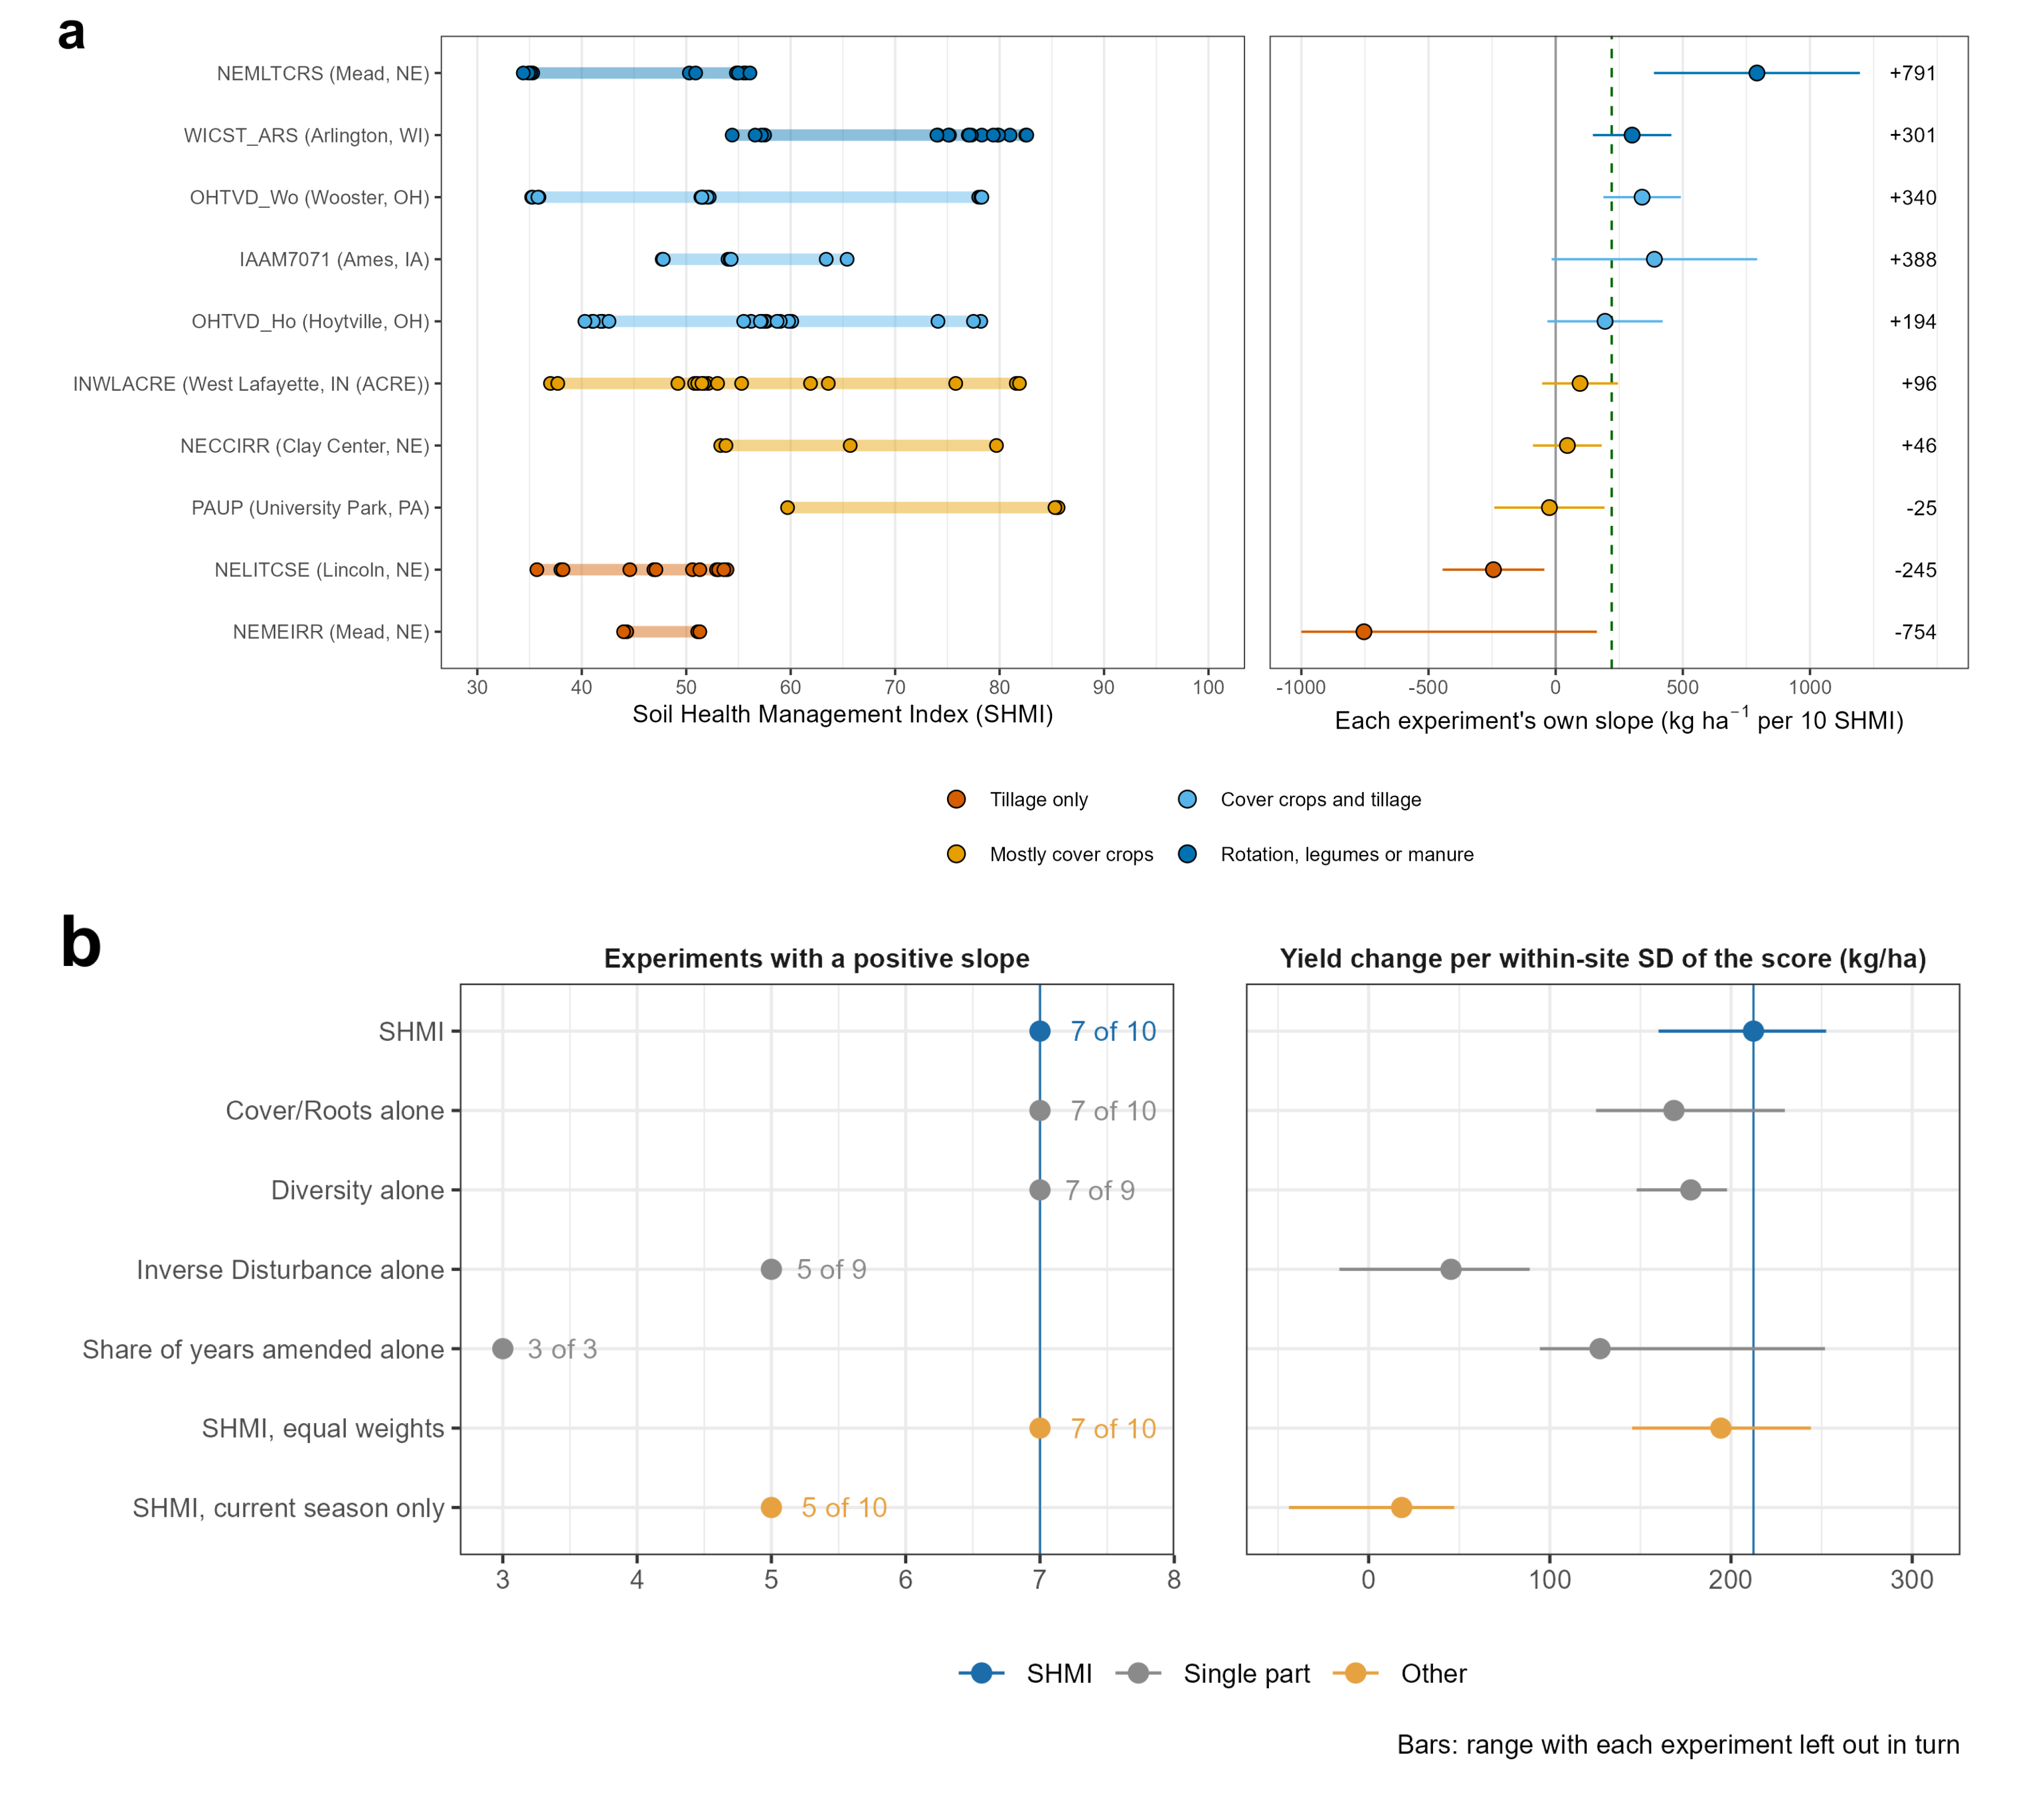 a
NEMLTCRS (Mead, NE)
+791
WICST_ARS (Arlington, WI)
+301
OHTVD_Wo (Wooster, OH)
+340
IAAM7071 (Ames, IA)
+388
OHTVD_Ho (Hoytville, OH)
+194
INWLACRE (West Lafayette, IN (ACRE))
+96
NECCIRR (Clay Center, NE)
+46
PAUP (University Park, PA)
-25
NELITCSE (Lincoln, NE)
-245
NEMEIRR (Mead, NE)
-754
30 40 50 60 70 80 90 100
-1000 -500 0 500 1000
Soil Health Management Index (SHMI)
Each experiment's own slope (kg ha⁻¹ per 10 SHMI)
Tillage only
Cover crops and tillage
Mostly cover crops
Rotation, legumes or manure
b
Experiments with a positive slope
Yield change per within-site SD of the score (kg/ha)
SHMI
7 of 10
Cover/Roots alone
7 of 10
Diversity alone
7 of 9
Inverse Disturbance alone
5 of 9
Share of years amended alone
3 of 3
SHMI, equal weights
7 of 10
SHMI, current season only
5 of 10
3 4 5 6 7 8
0 100 200 300
SHMI Single part Other
Bars: range with each experiment left out in turn